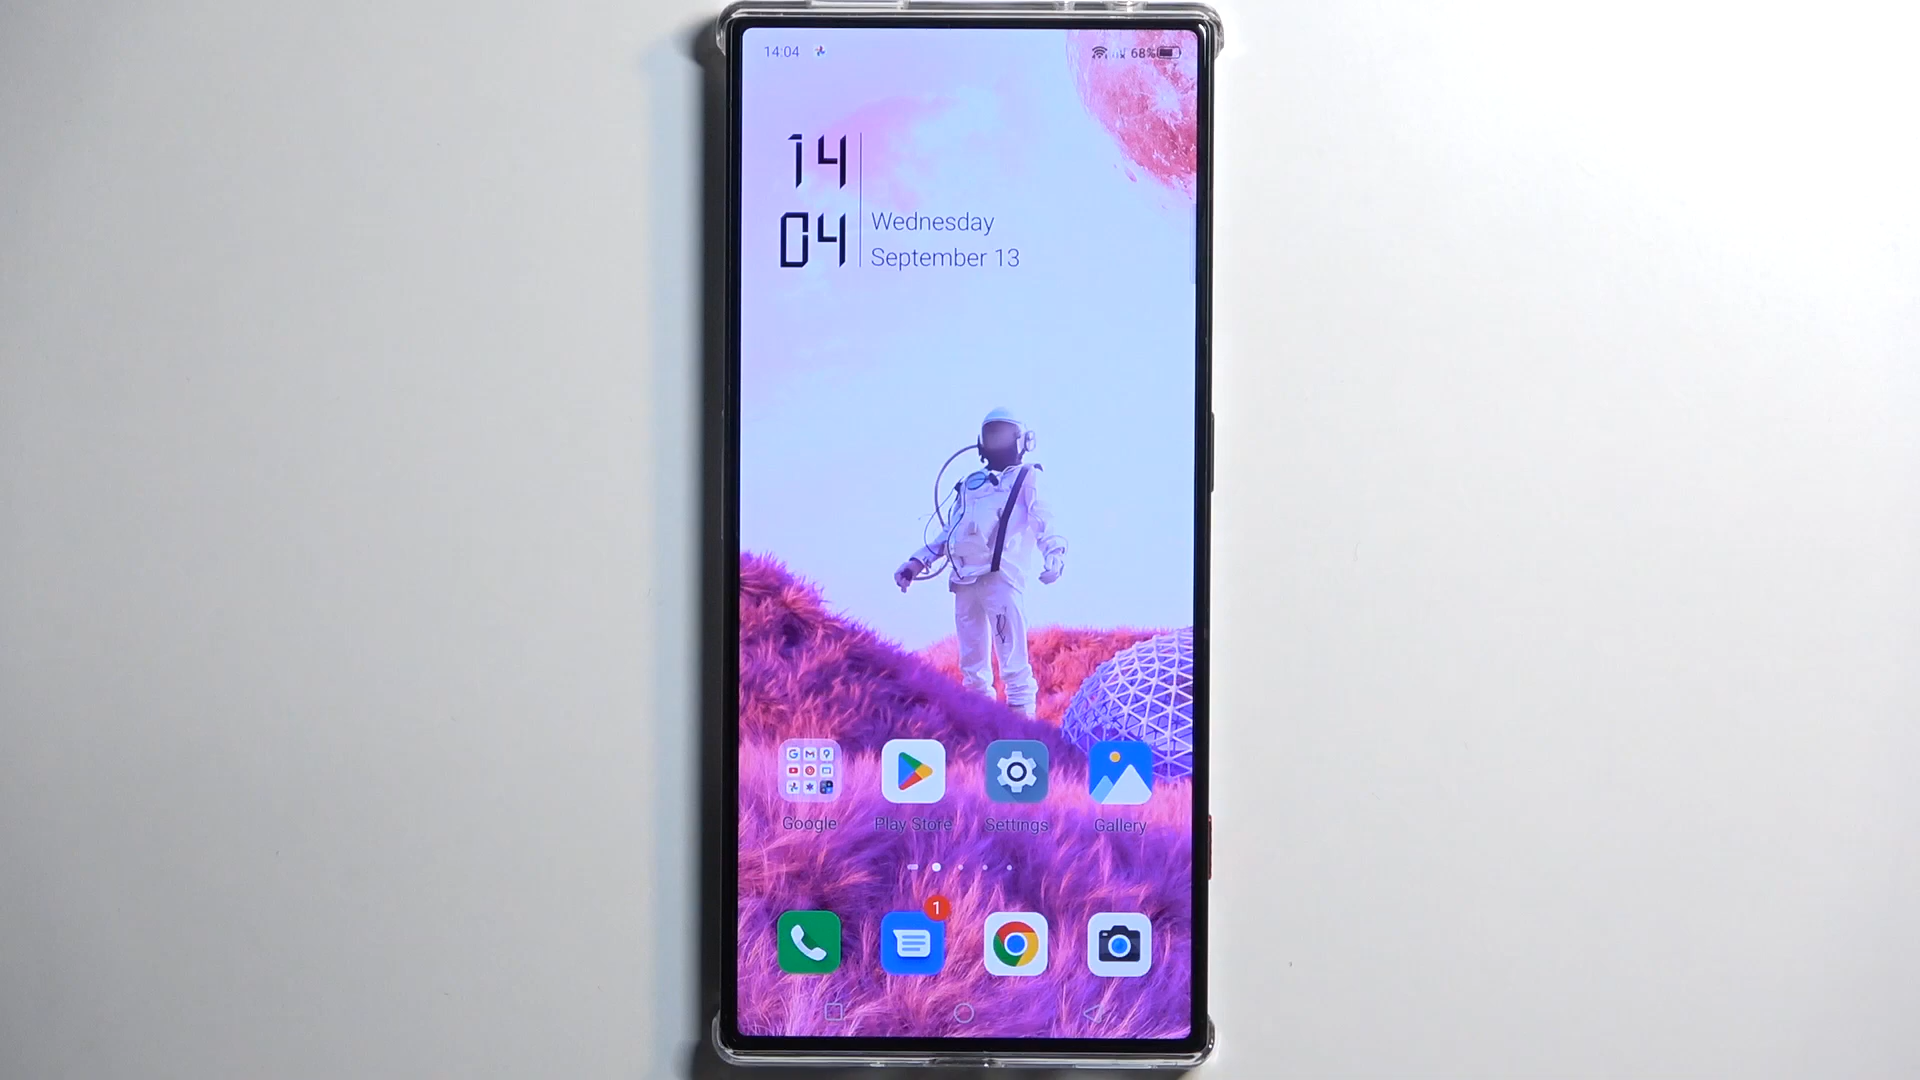 14:04
68%
14
04
Wednesday
September 13
Google
Play Store
Settings
Gallery
1